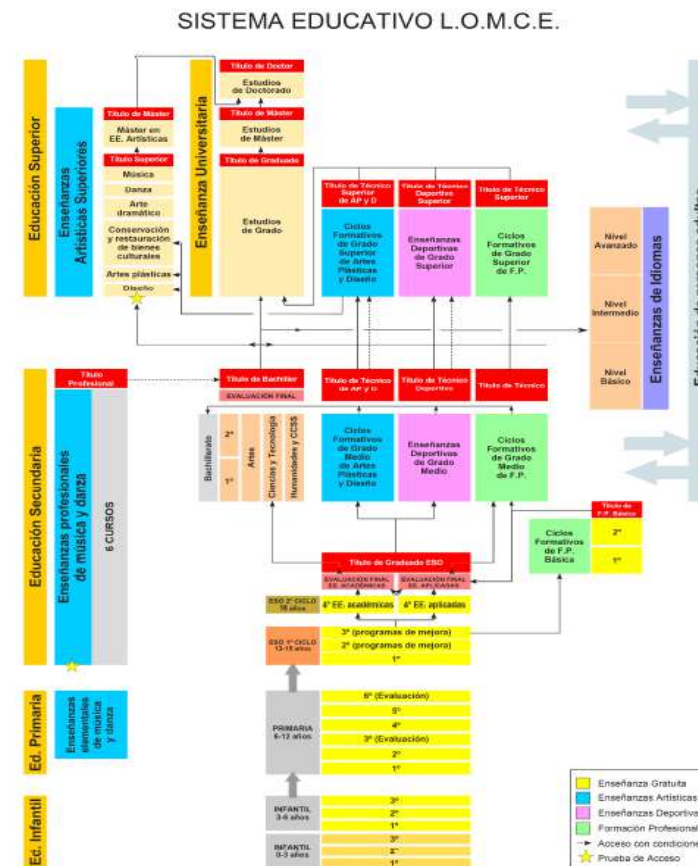 SISTEMA EDUCATIVO L.O.M.C.E.
Educación Superior
Enseñanzas
Artísticas Superiores
Título de Máster
Máster en
EE. Artísticas
Título Superior
Música
Danza
Arte
dramático
Conservación
y restauración
de bienes
culturales
Artes plásticas
Diseño
Enseñanza Universitaria
Título de Doctor
Estudios
de Doctorado
Título de Máster
Estudios
de Máster
Título de Graduado
Estudios
de Grado
Título de Técnico
Superior
de AP y D
Ciclos
Formativos
de Grado
Superior
de Artes
Plásticas
y Diseño
Título de Técnico
Deportivo
Superior
Enseñanzas
Deportivas
de Grado
Superior
Título de Técnico
Superior
Ciclos
Formativos
de Grado
Superior
de F.P.
Nivel
Avanzado
Nivel
Intermedio
Nivel
Básico
Enseñanzas de Idiomas
Educación Secundaria
Enseñanzas profesionales
de música y danza
Título
Profesional
6 CURSOS
Título de Bachiller
EVALUACIÓN FINAL
Bachillerato
2º
1º
Artes
Ciencias y Tecnología
Humanidades y CCSS
Título de Técnico
de AP y D
Ciclos
Formativos
de Grado
Medio
de Artes
Plásticas
y Diseño
Título de Técnico
Deportivo
Enseñanzas
Deportivas
de Grado
Medio
Título de Técnico
Ciclos
Formativos
de Grado
Medio
de F.P.
Título de
F.P. Básica
Ciclos
Formativos
de F.P.
Básica
2º
1º
Título de Graduado ESO
EVALUACIÓN FINAL
EE. ACADÉMICAS
EVALUACIÓN FINAL
EE. APLICADAS
ESO 2º CICLO
16 años
4º EE. académicas
4º EE. aplicadas
ESO 1º CICLO
13-15 años
3º (programas de mejora)
2º (programas de mejora)
1º
Ed. Primaria
Enseñanzas
elementales
de música
y danza
PRIMARIA
6-12 años
6º (Evaluación)
5º
4º
3º (Evaluación)
2º
1º
Ed. Infantil
INFANTIL
3-6 años
3º
2º
1º
INFANTIL
0-3 años
3º
2º
1º
Enseñanza Gratuita
Enseñanzas Artísticas
Enseñanzas Deportiva
Formación Profesional
Acceso con condicione
Prueba de Acceso